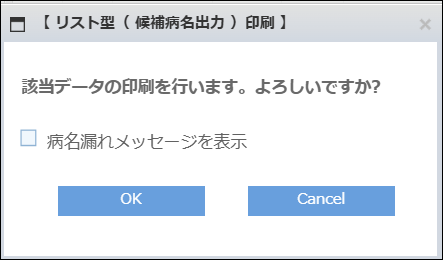 【 リスト型（ 候補病名出力 ）印刷 】
該当データの印刷を行います。よろしいですか?
病名漏れメッセージを表示
OK
Cancel